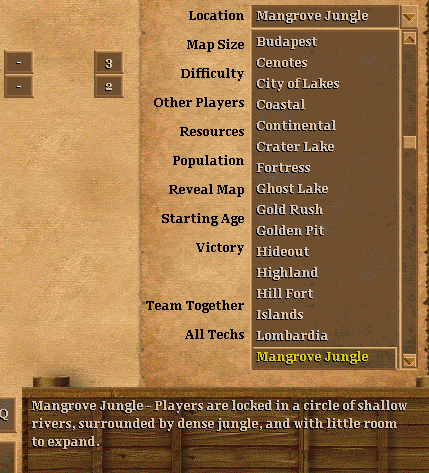 Location Mangrove Jungle
Map Size
Difficulty
Other Players
Resources
Population
Reveal Map
Starting Age
Victory
Team Together
All Techs
- 3
- 2
Budapest
Cenotes
City of Lakes
Coastal
Continental
Crater Lake
Fortress
Ghost Lake
Gold Rush
Golden Pit
Hideout
Highland
Hill Fort
Islands
Lombardia
Mangrove Jungle
Q
Mangrove Jungle - Players are locked in a circle of shallow
rivers, surrounded by dense jungle, and with little room
to expand.